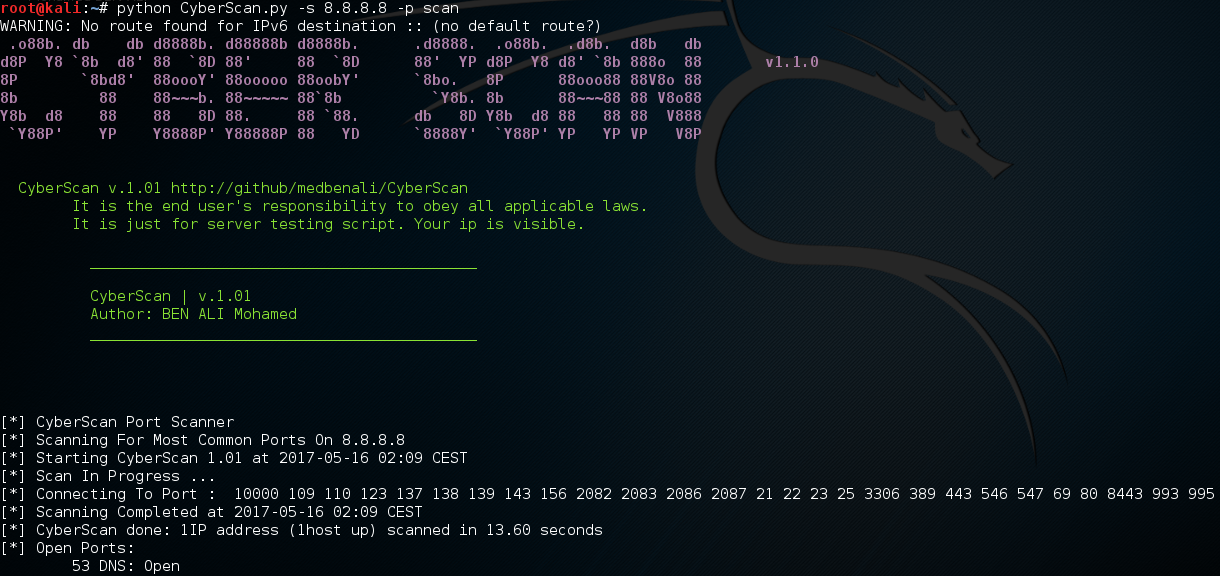 root@kali:~# python CyberScan.py -s 8.8.8.8 -p scan
WARNING: No route found for IPv6 destination :: (no default route?)
 .o88b. db    db d8888b. d88888b d8888b.      .d8888.  .o88b.  .d8b.  d8b   db
d8P  Y8 `8b  d8' 88  `8D 88'     88  `8D      88'  YP d8P  Y8 d8' `8b 888o  88       v1.1.0
8P       `8bd8'  88oooY' 88ooooo 88oobY'      `8bo.   8P      88ooo88 88V8o 88
8b         88    88~~~b. 88~~~~~ 88`8b          `Y8b. 8b      88~~~88 88 V8o88
Y8b  d8    88    88   8D 88.     88 `88.      db   8D Y8b  d8 88   88 88  V888
 `Y88P'    YP    Y8888P' Y88888P 88   YD      `8888Y'  `Y88P' YP   YP VP   V8P
CyberScan v.1.01 http://github/medbenali/CyberScan
It is the end user's responsibility to obey all applicable laws.
It is just for server testing script. Your ip is visible.
___________________________________________
CyberScan | v.1.01
Author: BEN ALI Mohamed
___________________________________________
[*] CyberScan Port Scanner
[*] Scanning For Most Common Ports On 8.8.8.8
[*] Starting CyberScan 1.01 at 2017-05-16 02:09 CEST
[*] Scan In Progress ...
[*] Connecting To Port :  10000 109 110 123 137 138 139 143 156 2082 2083 2086 2087 21 22 23 25 3306 389 443 546 547 69 80 8443 993 995
[*] Scanning Completed at 2017-05-16 02:09 CEST
[*] CyberScan done: 1IP address (1host up) scanned in 13.60 seconds
[*] Open Ports:
53 DNS: Open